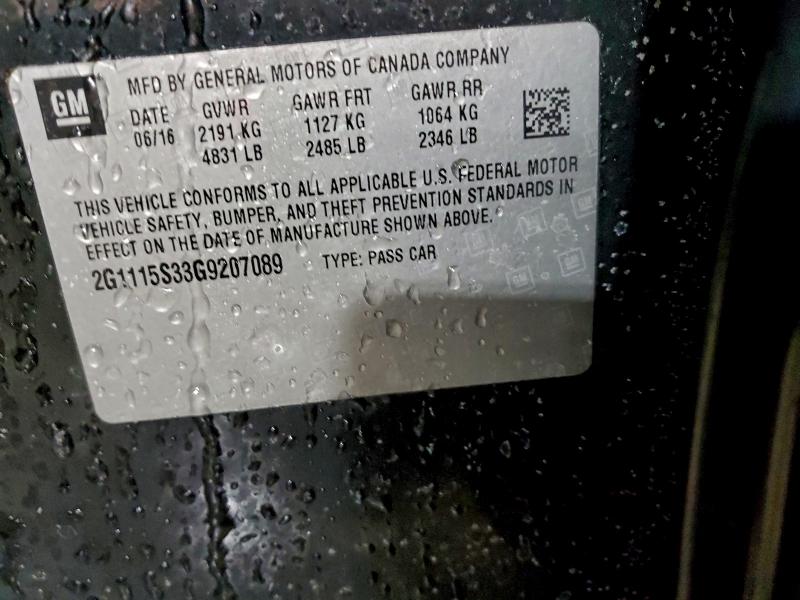 GM
MFD BY GENERAL MOTORS OF CANADA COMPANY
DATE GVWR GAWR FRT GAWR RR
06/16 2191 KG 1127 KG 1064 KG
4831 LB 2485 LB 2346 LB
THIS VEHICLE CONFORMS TO ALL APPLICABLE U.S. FEDERAL MOTOR
VEHICLE SAFETY, BUMPER, AND THEFT PREVENTION STANDARDS IN
EFFECT ON THE DATE OF MANUFACTURE SHOWN ABOVE.
2G1115S33G9207089 TYPE: PASS CAR